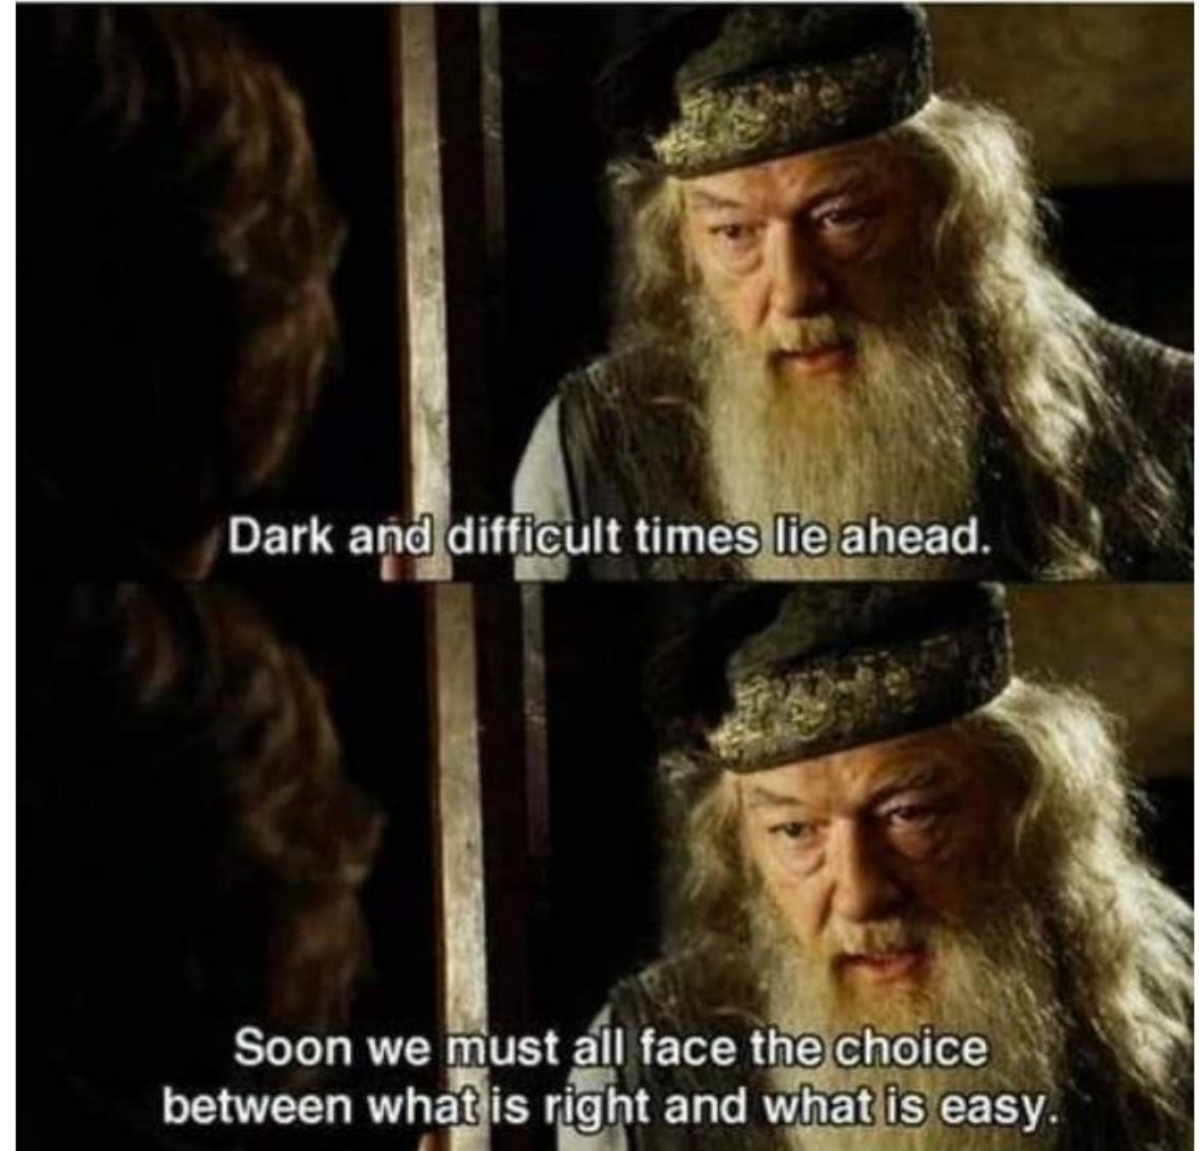 Dark and difficult times lie ahead.
Soon we must all face the choice
between what is right and what is easy.